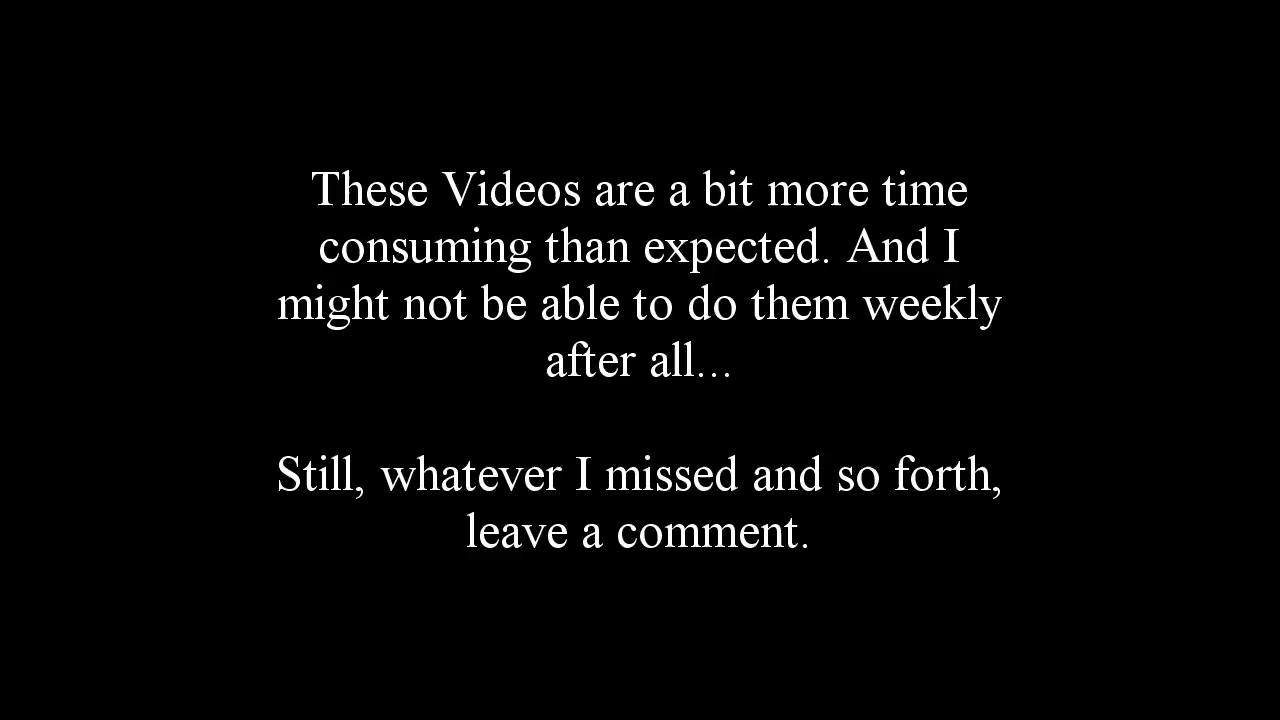 These Videos are a bit more time
consuming than expected. And I
might not be able to do them weekly
after all...
Still, whatever I missed and so forth,
leave a comment.